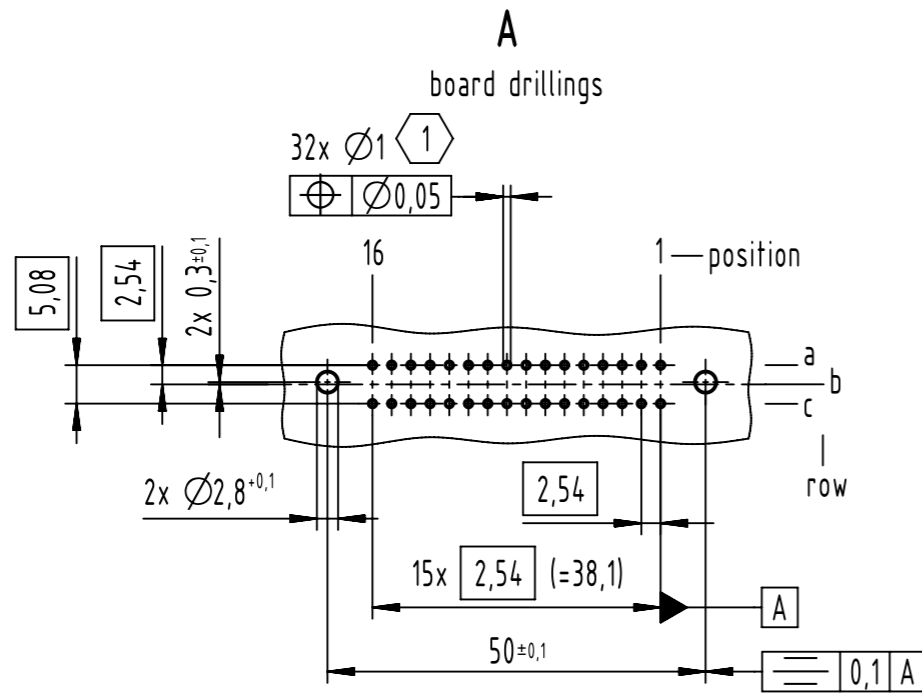 A
board drillings
32x ∅1 1
⌖ ∅0,05
16
1 position
5,08
2,54
2x 0,3±0,1
a
b
c
row
2x ∅2,8+0,1
2,54
15x 2,54 (=38,1)
A
50±0,1
⌯ 0,1 A